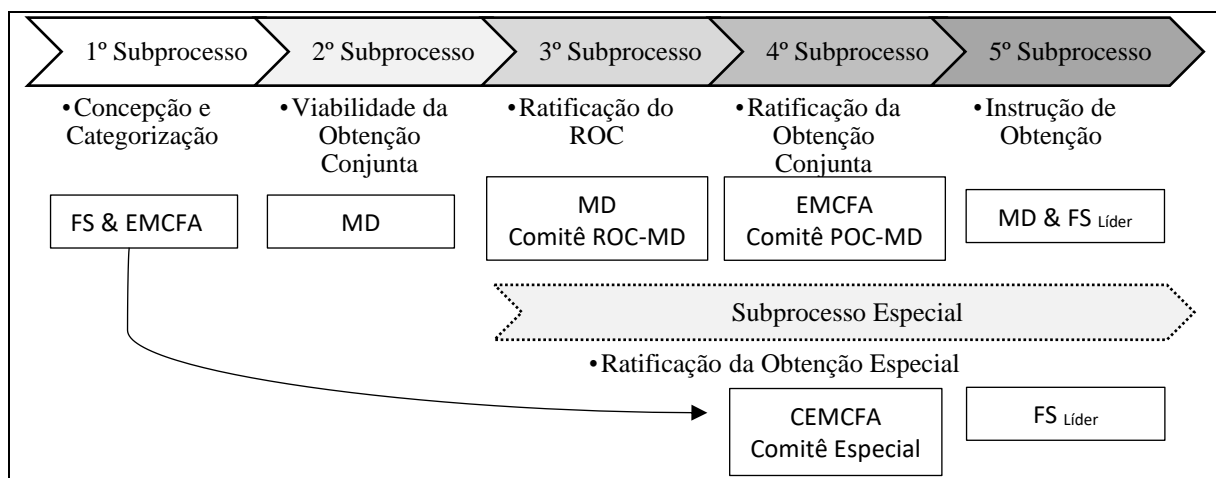 1º Subprocesso
2º Subprocesso
3º Subprocesso
4º Subprocesso
5º Subprocesso
•Concepção e
Categorização
•Viabilidade da
Obtenção
Conjunta
•Ratificação do
ROC
•Ratificação da
Obtenção
Conjunta
•Instrução de
Obtenção
FS & EMCFA
MD
MD
Comitê ROC-MD
EMCFA
Comitê POC-MD
MD & FS Líder
Subprocesso Especial
•Ratificação da Obtenção Especial
CEMCFA
Comitê Especial
FS Líder